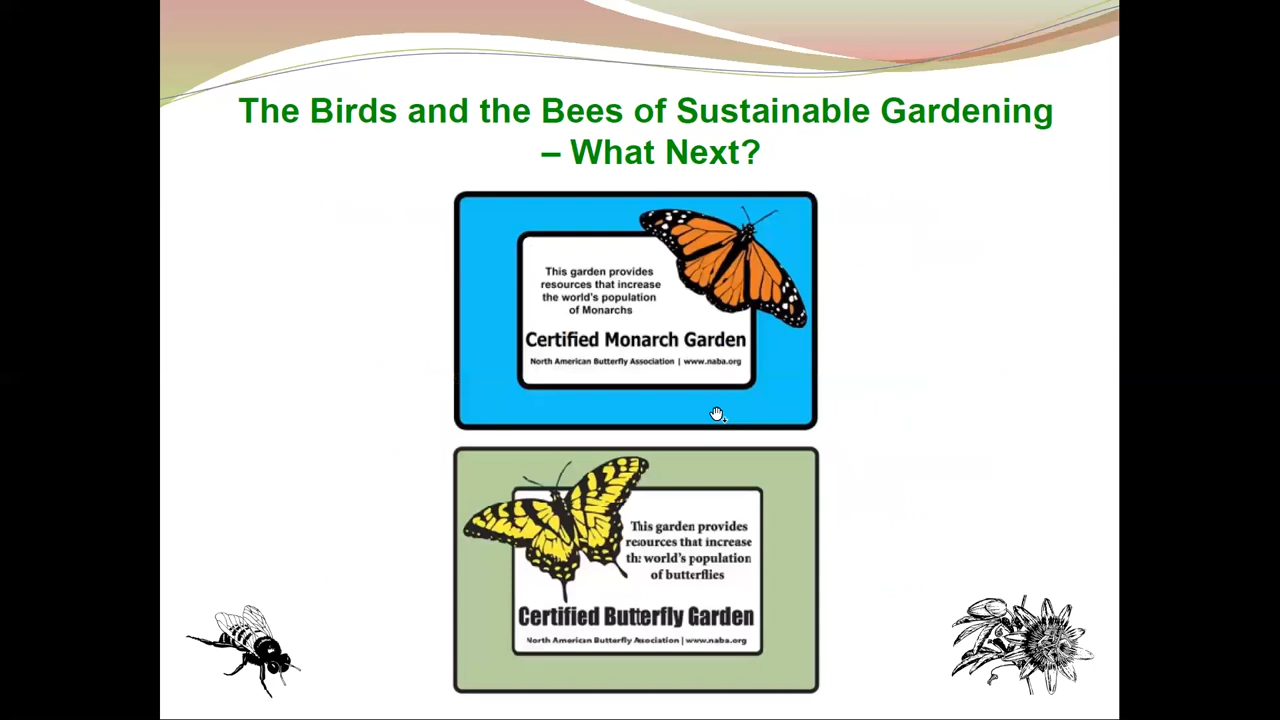 The Birds and the Bees of Sustainable Gardening
– What Next?
This garden provides
resources that increase
the world's population
of Monarchs
Certified Monarch Garden
North American Butterfly Association | www.naba.org
This garden provides
resources that increase
the world's population
of butterflies
Certified Butterfly Garden
North American Butterfly Association | www.naba.org